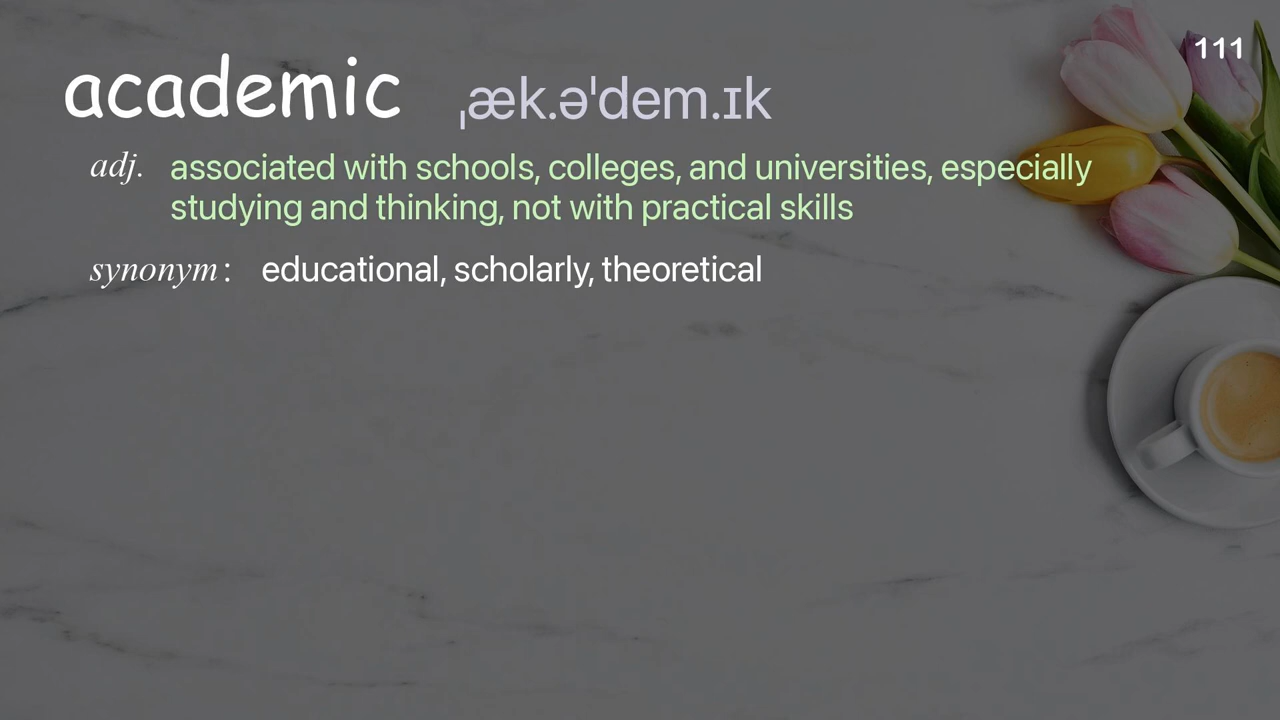 111
academic ˌæk.əˈdem.ɪk
adj. associated with schools, colleges, and universities, especially
studying and thinking, not with practical skills
synonym: educational, scholarly, theoretical